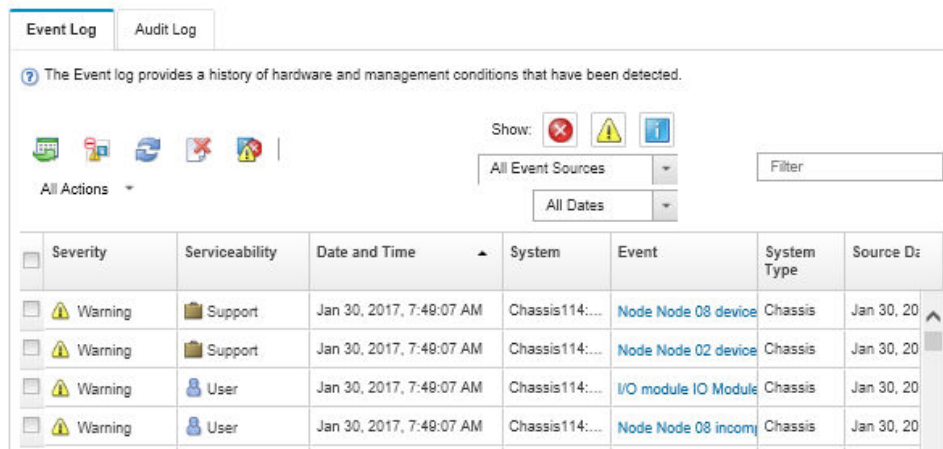 Event Log Audit Log
The Event log provides a history of hardware and management conditions that have been detected.
Show:
All Event Sources
Filter
All Actions
All Dates
Severity Serviceability Date and Time System Event System Type Source Da
Warning Support Jan 30, 2017, 7:49:07 AM Chassis114:... Node Node 08 device Chassis Jan 30, 20
Warning Support Jan 30, 2017, 7:49:07 AM Chassis114:... Node Node 02 device Chassis Jan 30, 20
Warning User Jan 30, 2017, 7:49:07 AM Chassis114:... I/O module IO Module Chassis Jan 30, 20
Warning User Jan 30, 2017, 7:49:07 AM Chassis114:... Node Node 08 incomp Chassis Jan 30, 20